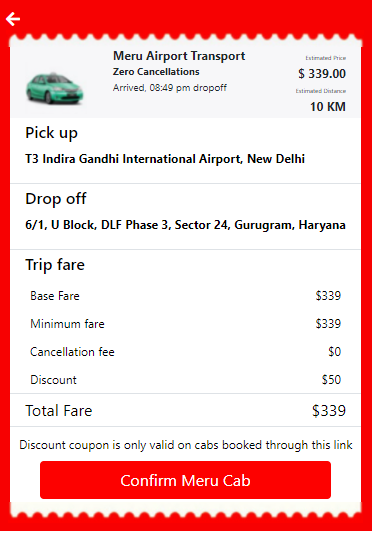 Meru Airport Transport
Estimated Price
Zero Cancellations
$ 339.00
Arrived, 08:49 pm dropoff
Estimated Distance
10 KM
Pick up
T3 Indira Gandhi International Airport, New Delhi
Drop off
6/1, U Block, DLF Phase 3, Sector 24, Gurugram, Haryana
Trip fare
Base Fare $339
Minimum fare $339
Cancellation fee $0
Discount $50
Total Fare $339
Discount coupon is only valid on cabs booked through this link
Confirm Meru Cab